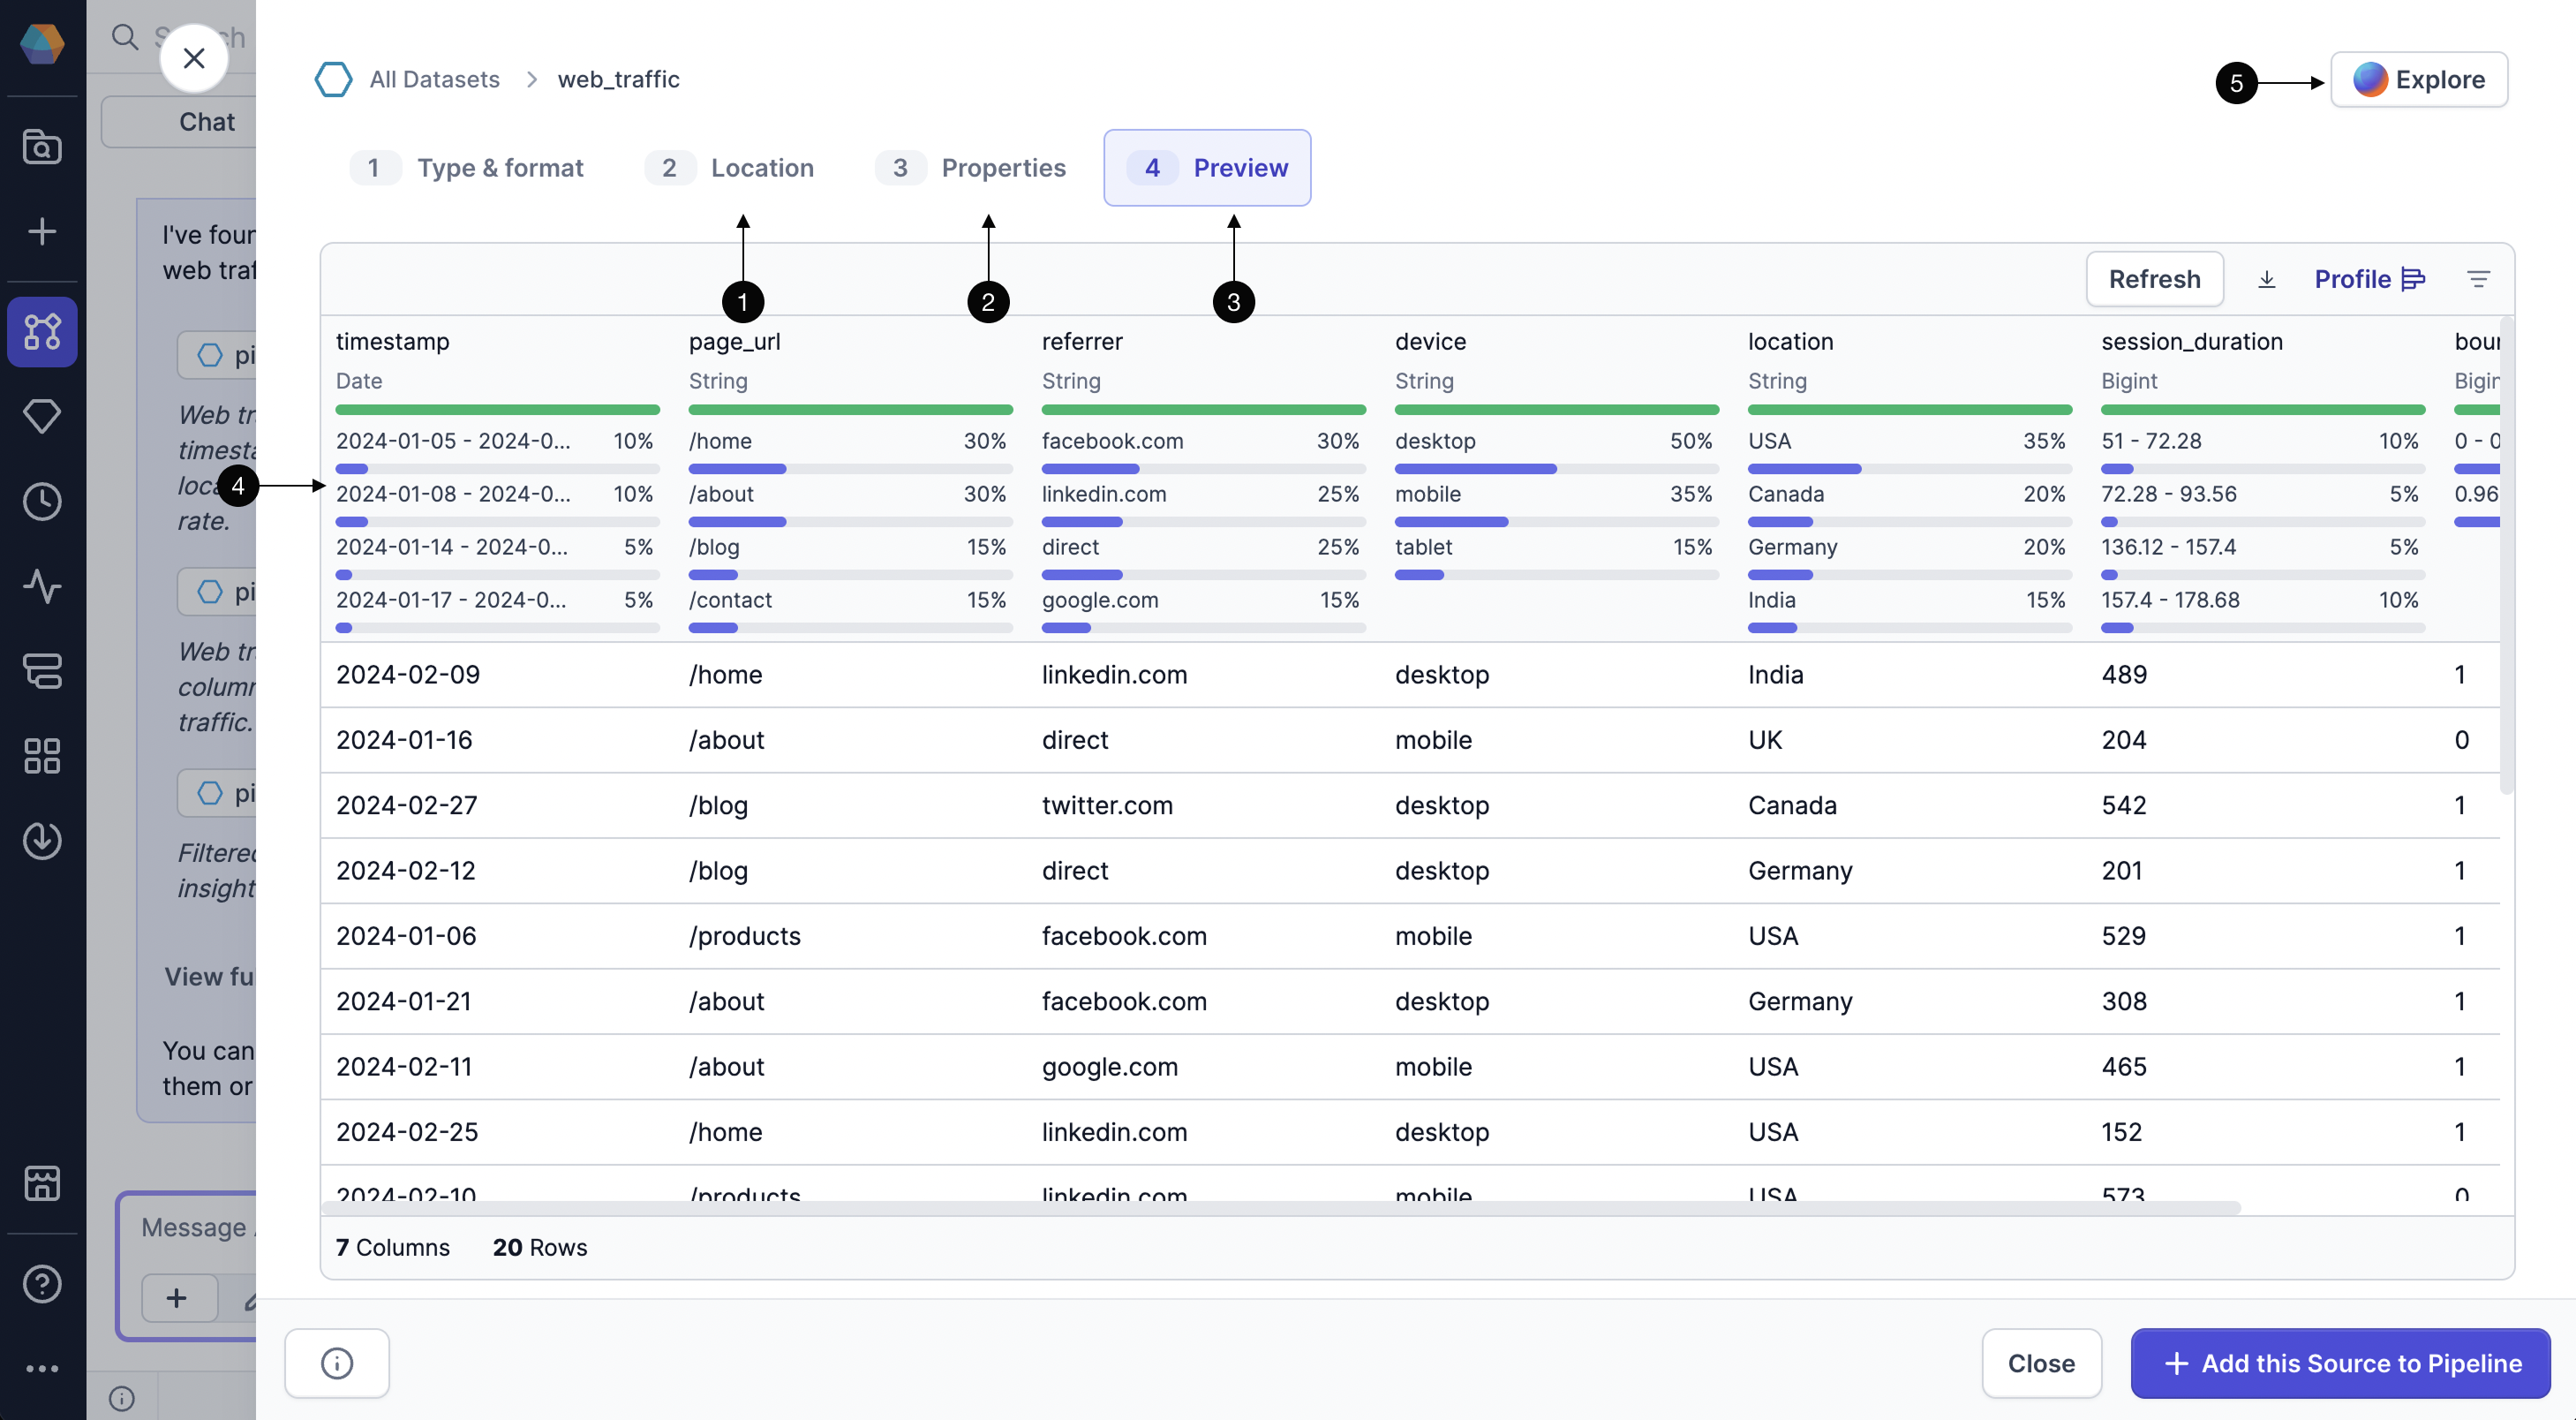 Chat
I've four
web traf
pi
Web tr
timesta
loca
rate.
pi
Web tr
column
traffic.
pi
Filtered
insight
View fu
You can
them or
Message
All Datasets > web_traffic
5
Explore
1 Type & format 2 Location 3 Properties 4 Preview
1 2 3
Refresh Profile
timestamp page_url referrer device location session_duration
Date String String String String Bigint
2024-01-05 - 2024-0... 10% /home 30% facebook.com 30% desktop 50% USA 35% 51 - 72.28 10% 0 - 0
4
2024-01-08 - 2024-0... 10% /about 30% linkedin.com 25% mobile 35% Canada 20% 72.28 - 93.56 5% 0.96
2024-01-14 - 2024-0... 5% /blog 15% direct 25% tablet 15% Germany 20% 136.12 - 157.4 5%
2024-01-17 - 2024-0... 5% /contact 15% google.com 15% India 15% 157.4 - 178.68 10%
2024-02-09 /home linkedin.com desktop India 489 1
2024-01-16 /about direct mobile UK 204 0
2024-02-27 /blog twitter.com desktop Canada 542 1
2024-02-12 /blog direct desktop Germany 201 1
2024-01-06 /products facebook.com mobile USA 529 1
2024-01-21 /about facebook.com desktop Germany 308 1
2024-02-11 /about google.com mobile USA 465 1
2024-02-25 /home linkedin.com desktop USA 152 1
2024-02-10 /products linkedin.com mobile USA 573 0
7 Columns 20 Rows
Close
+ Add this Source to Pipeline